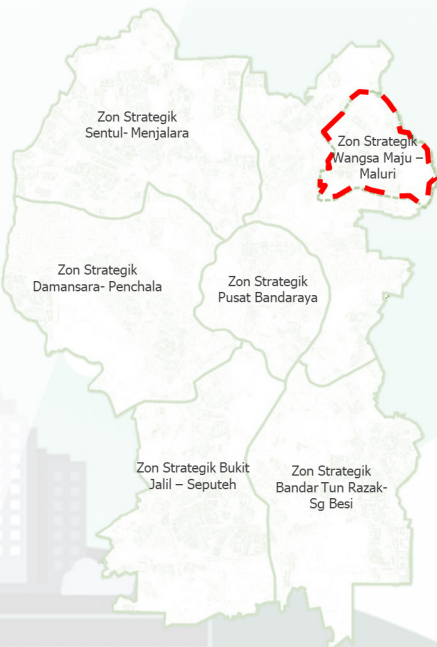 Zon Strategik
Sentul- Menjalara
Zon Strategik
Wangsa Maju –
Maluri
Zon Strategik
Damansara- Penchala
Zon Strategik
Pusat Bandaraya
Zon Strategik Bukit
Jalil – Seputeh
Zon Strategik
Bandar Tun Razak-
Sg Besi